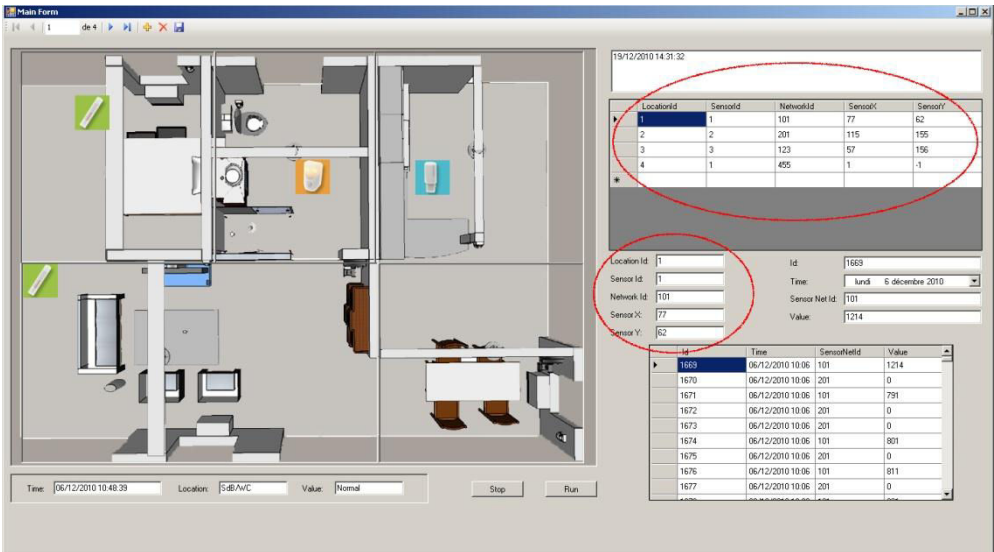 Main Form
1 de 4
19/12/2010 14:31:32
LocationId SensorId NetworkId SensorX SensorY
1 1 101 77 62
2 2 201 115 155
3 3 123 57 156
4 1 455 1 -1
Location Id: 1
Sensor Id: 1
Network Id: 101
Sensor X: 77
Sensor Y: 62
Id: 1669
Time: lundi 6 décembre 2010
Sensor Net Id: 101
Value: 1214
Id Time SensorNetId Value
1669 06/12/2010 10:06 101 1214
1670 06/12/2010 10:06 201 0
1671 06/12/2010 10:06 101 791
1672 06/12/2010 10:06 201 0
1673 06/12/2010 10:06 201 0
1674 06/12/2010 10:06 101 801
1675 06/12/2010 10:06 201 0
1676 06/12/2010 10:06 101 811
1677 06/12/2010 10:06 201 0
Time: 06/12/2010 10:48:39 Location: SdB/WC Value: Normal Stop Run